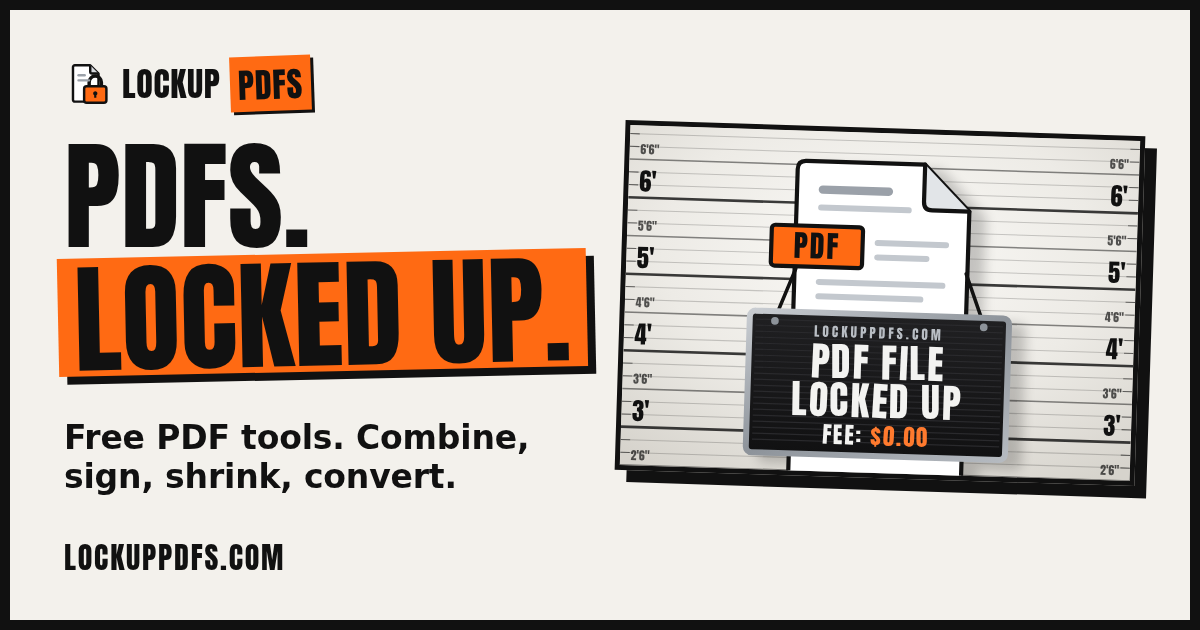 LOCKUP PDFS
PDFS.
LOCKED UP.
Free PDF tools. Combine,
sign, shrink, convert.
LOCKUPPDFS.COM
6'6" 6'6"
6' 6'
5'6" 5'6"
5' 5'
4'6" 4'6"
4' 4'
3'6" 3'6"
3' 3'
2'6" 2'6"
PDF
LOCKUPPDFS.COM
PDF FILE
LOCKED UP
FEE: $0.00